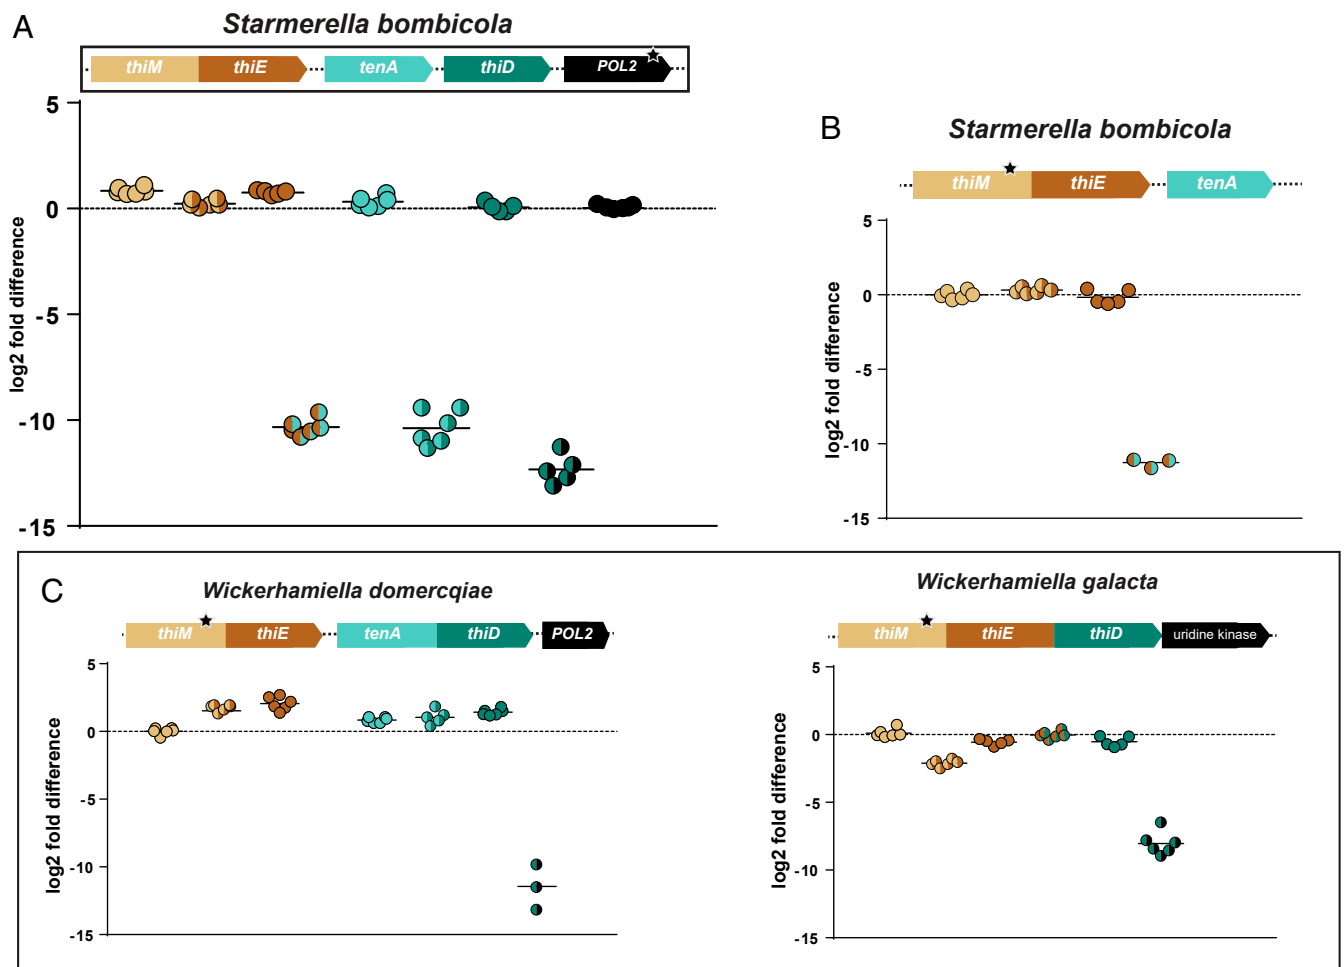 A
Starmerella bombicola
thiM thiE tenA thiD POL2
5
0
-5
-10
-15
log2 fold difference
B
Starmerella bombicola
thiM thiE tenA
5
0
-5
-10
-15
log2 fold difference
C
Wickerhamiella domercqiae
thiM thiE tenA thiD POL2
5
0
-5
-10
-15
log2 fold difference
Wickerhamiella galacta
thiM thiE thiD uridine kinase
5
0
-5
-10
-15
log2 fold difference